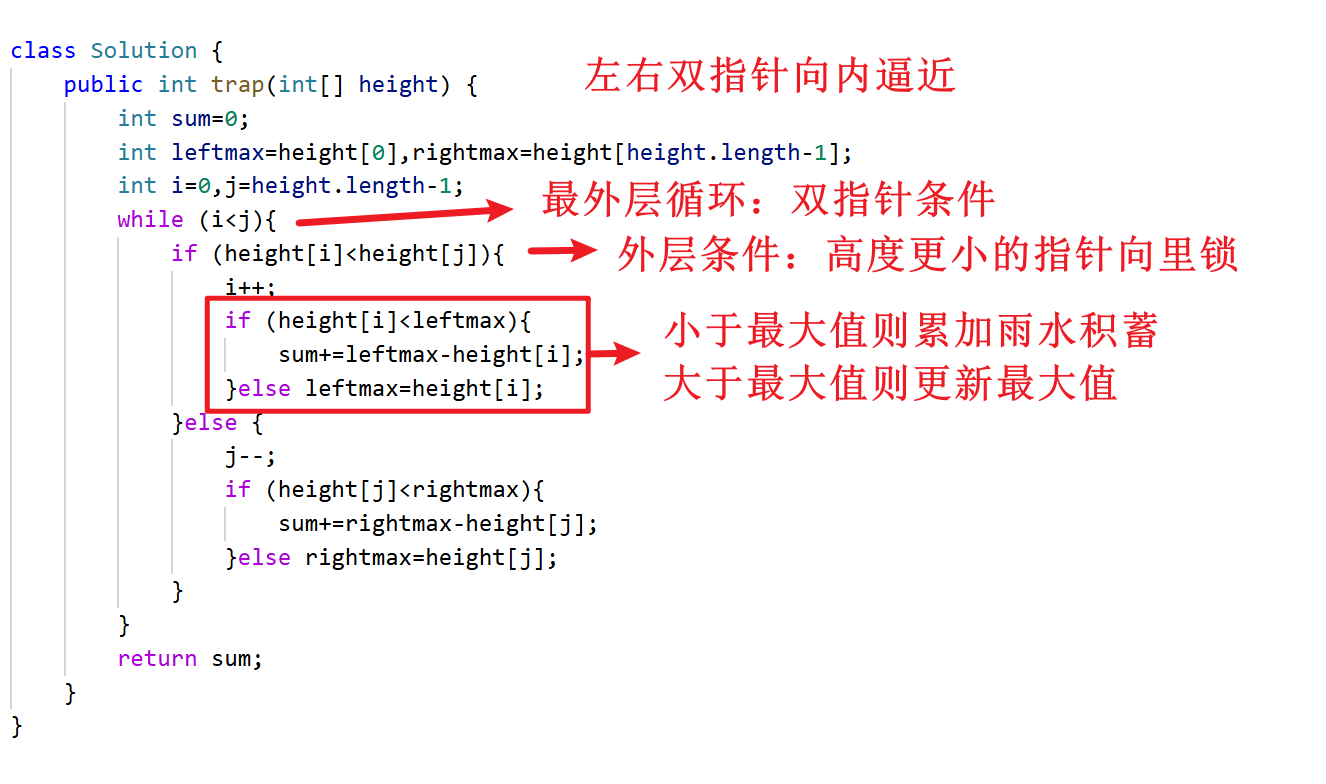 class Solution {
public int trap(int[] height) {
左右双指针向内逼近
int sum=0;
int leftmax=height[0],rightmax=height[height.length-1];
int i=0,j=height.length-1;
while (i<j){
最外层循环：双指针条件
if (height[i]<height[j]){
外层条件：高度更小的指针向里锁
i++;
if (height[i]<leftmax){
小于最大值则累加雨水积蓄
sum+=leftmax-height[i];
大于最大值则更新最大值
}else leftmax=height[i];
}else {
j--;
if (height[j]<rightmax){
sum+=rightmax-height[j];
}else rightmax=height[j];
}
}
return sum;
}
}